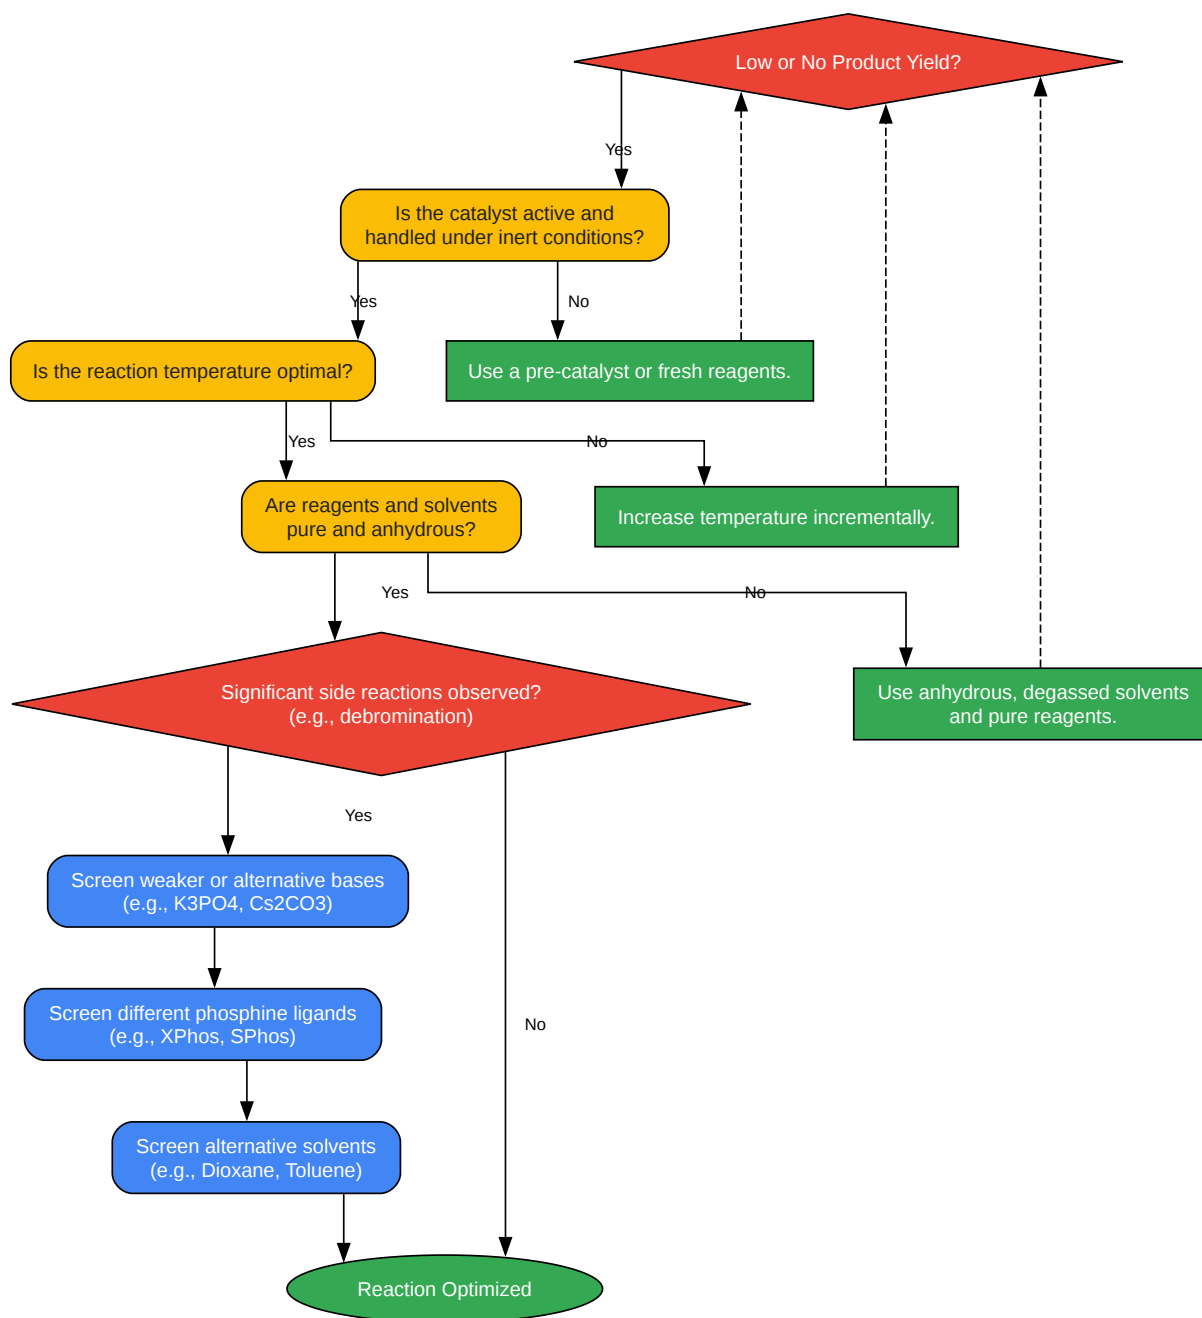 Low or No Product Yield?
Yes
Is the catalyst active and
handled under inert conditions?
Yes
No
Is the reaction temperature optimal?
Use a pre-catalyst or fresh reagents.
Yes
No
Are reagents and solvents
pure and anhydrous?
Increase temperature incrementally.
Yes
No
Significant side reactions observed?
(e.g., debromination)
Use anhydrous, degassed solvents
and pure reagents.
Yes
Screen weaker or alternative bases
(e.g., K3PO4, Cs2CO3)
Screen different phosphine ligands
(e.g., XPhos, SPhos)
No
Screen alternative solvents
(e.g., Dioxane, Toluene)
Reaction Optimized